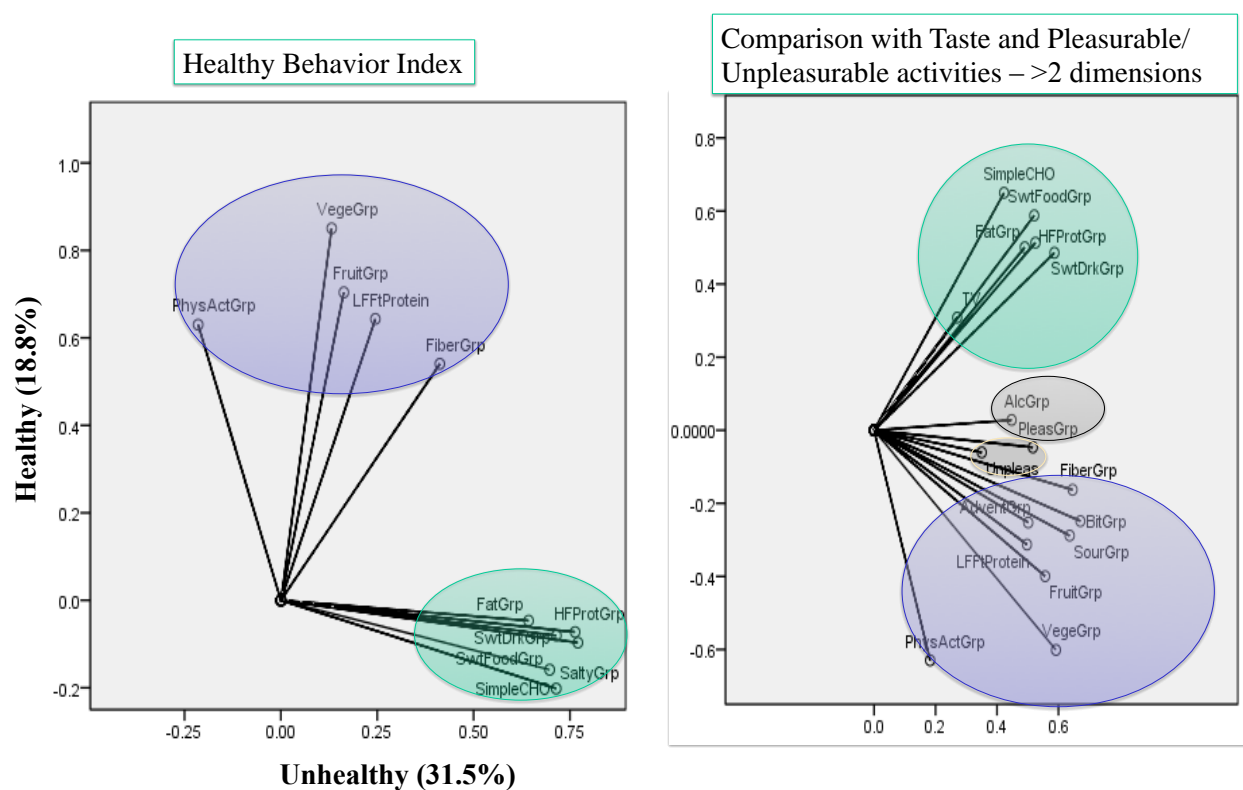 Healthy Behavior Index
Healthy (18.8%)
1.0
0.8
0.6
0.4
0.2
0.0
-0.2
VegeGrp
FruitGrp
PhysActGrp
LFFtProtein
FiberGrp
FatGrp
HFProtGrp
SwtDrkGrp
SwtFoodGrp
SaltyGrp
SimpleCHO
-0.25
0.00
0.25
0.50
0.75
Unhealthy (31.5%)
Comparison with Taste and Pleasurable/
Unpleasurable activities – >2 dimensions
0.8
0.6
0.4
0.2
0.0000
-0.2
-0.4
-0.6
SimpleCHO
SwtFoodGrp
FatGrp
HFProtGrp
SwtDrkGrp
TV
AlcGrp
PleasGrp
Unpleas
FiberGrp
AdventGrp
BitGrp
SourGrp
LFFtProtein
FruitGrp
VegeGrp
PhysActGrp
0.0
0.2
0.4
0.6